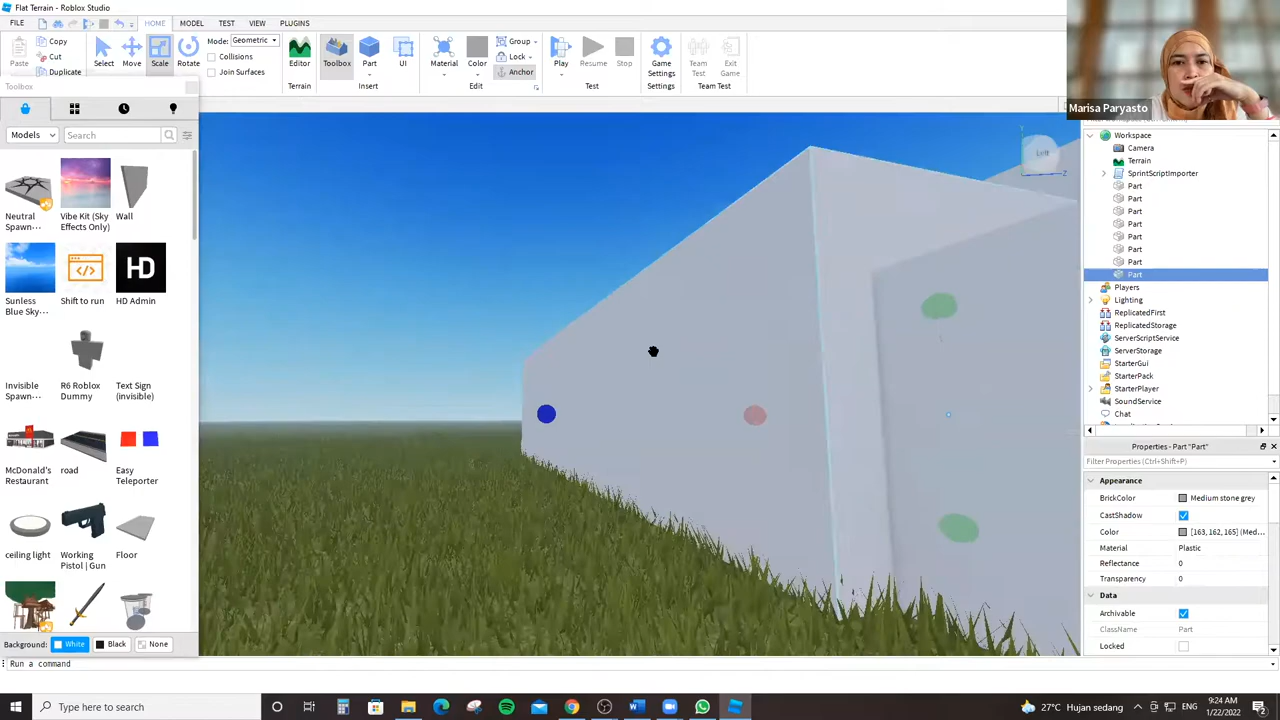 Flat Terrain - Roblox Studio
FILE HOME MODEL TEST VIEW PLUGINS
Paste Copy Cut Duplicate
Select Move Scale Rotate
Mode: Geometric
Collisions
Join Surfaces
Editor Toolbox Part UI
Material Color Group Lock Anchor
Play Resume Stop
Game Settings
Team Test
Exit Game
Terrain Insert Edit Test Settings Team Test
Marisa Paryasto
Toolbox
Models Search
Neutral Spawn...
Vibe Kit (Sky Effects Only)
Wall
Sunless Blue Sky...
Shift to run
HD
HD Admin
Invisible Spawn...
R6 Roblox Dummy
Text Sign (invisible)
McDonald's Restaurant
road
Easy Teleporter
ceiling light
Working Pistol | Gun
Floor
Background: White Black None
Run a command
Left
Y
Z
Workspace
Camera
Terrain
SprintScriptImporter
Part
Part
Part
Part
Part
Part
Part
Part
Players
Lighting
ReplicatedFirst
ReplicatedStorage
ServerScriptService
ServerStorage
StarterGui
StarterPack
StarterPlayer
SoundService
Chat
Properties - Part "Part"
Filter Properties (Ctrl+Shift+P)
Appearance
BrickColor Medium stone grey
CastShadow
Color [163, 162, 165] (Med...
Material Plastic
Reflectance 0
Transparency 0
Data
Archivable
ClassName Part
Locked
Type here to search
27°C Hujan sedang
ENG
9:24 AM
1/22/2022
2